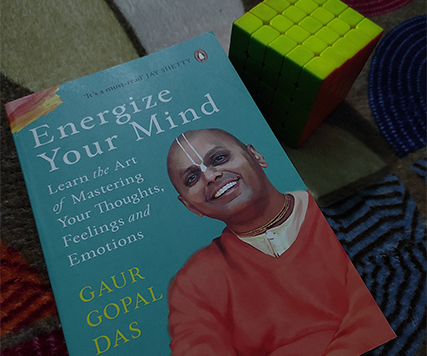 'It's a must-read' JAY SHETTY
Energize
Your Mind
Learn the Art
of Mastering
Your Thoughts,
Feelings and
Emotions
GAUR
GOPAL
DAS